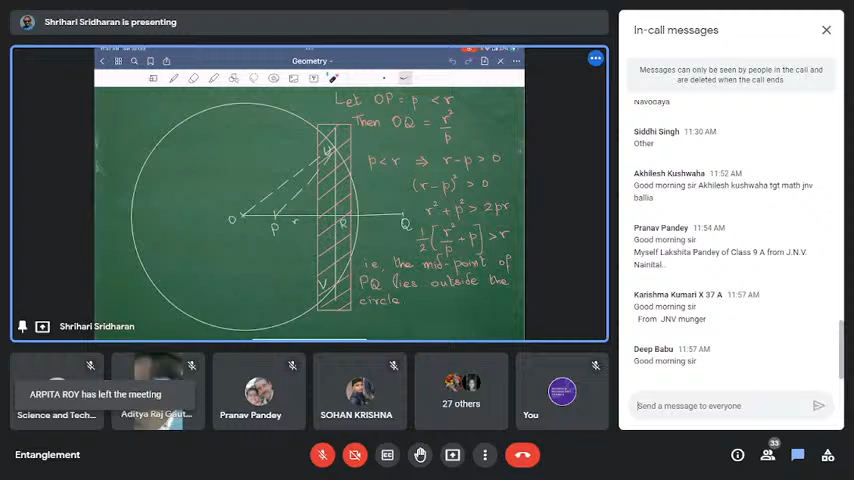 Shrihari Sridharan is presenting
Geometry
Let OP = p < r
Then OQ = r²/p
p < r ⇒ r-p > 0
(r-p)² > 0
r² + p² > 2pr
1/2 [r²/p + p] > r
i.e, the mid-point of
PQ lies outside the
circle
U
O
P
r
R
Q
V
Shrihari Sridharan
ARPITA ROY has left the meeting
Science and Tech...
Aditya Raj Gaut...
Pranav Pandey
SOHAN KRISHNA
27 others
You
Entanglement
33
In-call messages
Messages can only be seen by people in the call and
are deleted when the call ends
Navodaya
Siddhi Singh 11:30 AM
Other
Akhilesh Kushwaha 11:52 AM
Good morning sir Akhilesh kushwaha tgt math jnv
ballia
Pranav Pandey 11:54 AM
Good morning sir
Myself Lakshita Pandey of Class 9 A from J.N.V.
Nainital..
Karishma Kumari X 37 A 11:57 AM
Good morning sir
From JNV munger
Deep Babu 11:57 AM
Good morning sir
Send a message to everyone